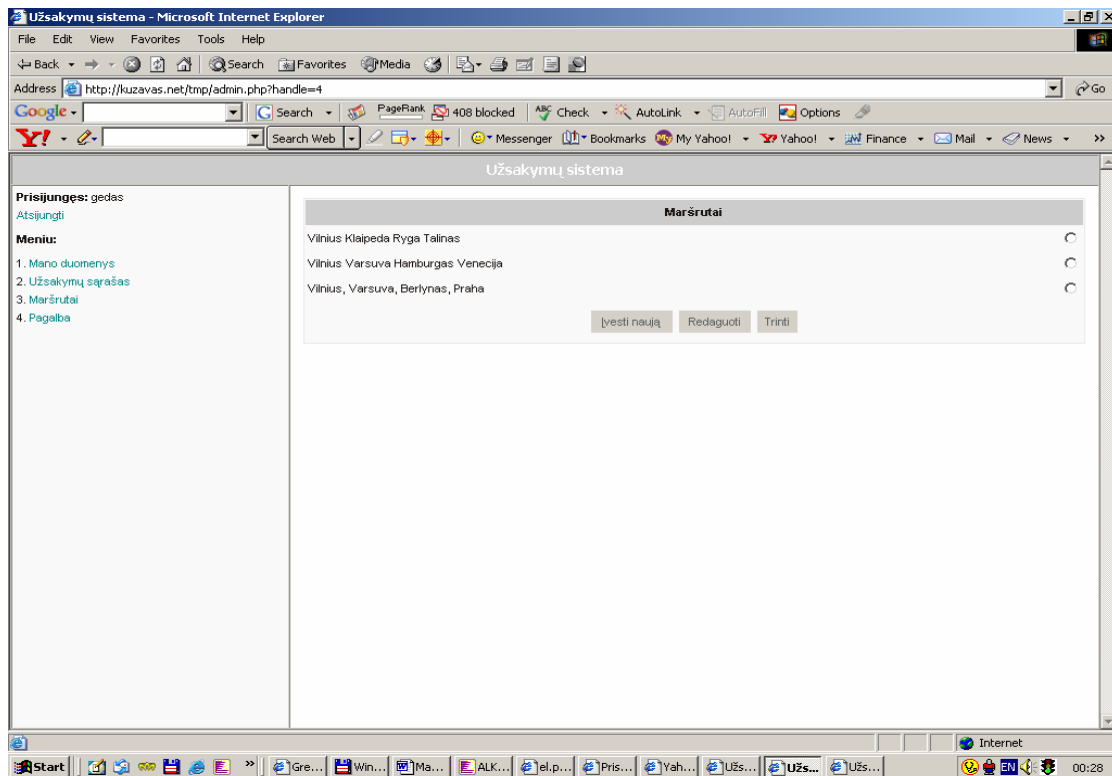 Užsakymų sistema - Microsoft Internet Explorer
File Edit View Favorites Tools Help
Back Search Favorites Media
Address http://kuzavas.net/tmp/admin.php?handle=4 Go
Google Search PageRank 408 blocked ABC Check AutoLink AutoFill Options
Y! Search Web Messenger Bookmarks My Yahoo! Yahoo! Finance Mail News »
Užsakymų sistema
Prisijungęs: gedas
Atsijungti
Meniu:
1. Mano duomenys
2. Užsakymų sąrašas
3. Maršrutai
4. Pagalba
Maršrutai
Vilnius Klaipeda Ryga Talinas
Vilnius Varsuva Hamburgas Venecija
Vilnius, Varsuva, Berlynas, Praha
Įvesti naują Redaguoti Trinti
Internet
Start » Gre... Win... Ma... ALK... el.p... Pris... Yah... Užs... Užs... Užs... EN 00:28